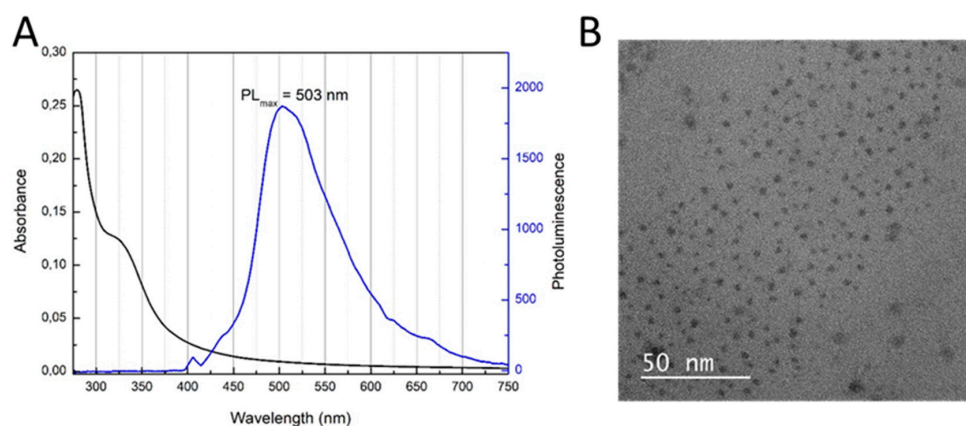 A
B
PLmax = 503 nm
Absorbance
0,30
0,25
0,20
0,15
0,10
0,05
0,00
300 350 400 450 500 550 600 650 700 750
Wavelength (nm)
2000
1500
1000
500
0
Photoluminescence
50 nm